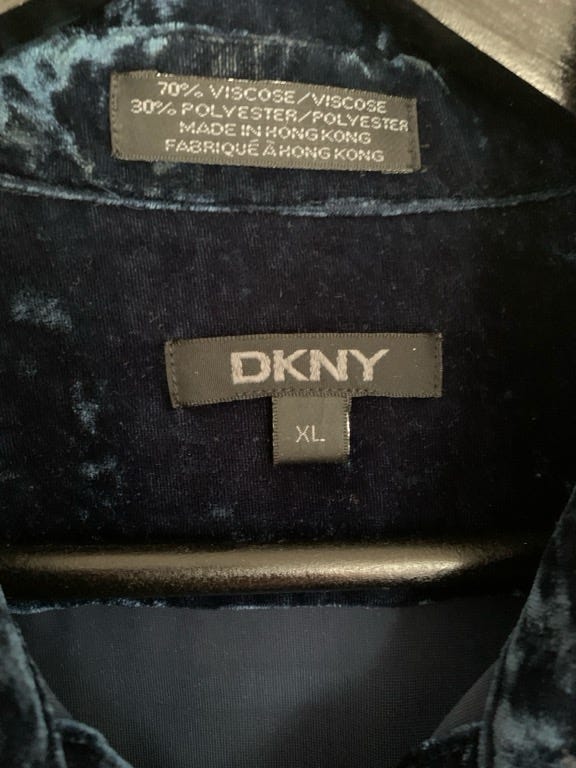 70% VISCOSE/VISCOSE
30% POLYESTER/POLYESTER
MADE IN HONG KONG
FABRIQUÉ À HONG KONG
DKNY
XL